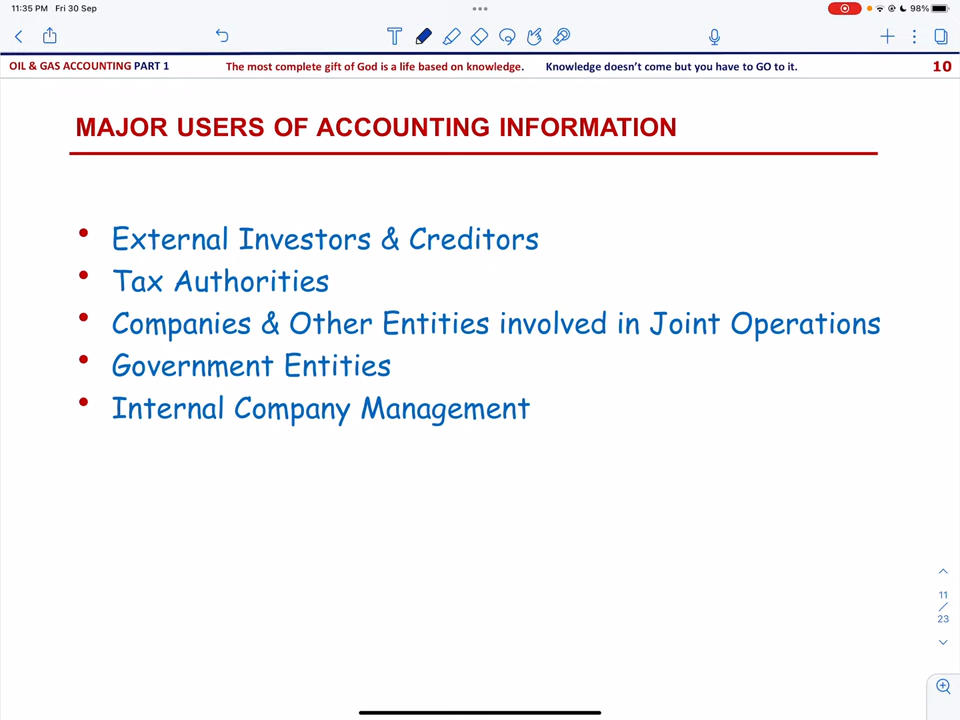 11:35 PM Fri 30 Sep 98%
OIL & GAS ACCOUNTING PART 1 The most complete gift of God is a life based on knowledge. Knowledge doesn't come but you have to GO to it. 10
MAJOR USERS OF ACCOUNTING INFORMATION
• External Investors & Creditors
• Tax Authorities
• Companies & Other Entities involved in Joint Operations
• Government Entities
• Internal Company Management
11
/
23